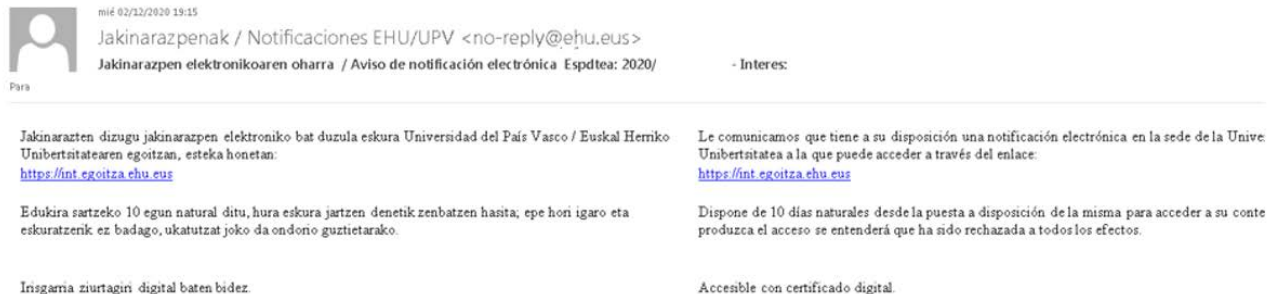 mié 02/12/2020 19:15
Jakinarazpenak / Notificaciones EHU/UPV <no-reply@ehu.eus>
Jakinarazpen elektronikoaren oharra / Aviso de notificación electrónica Espdtea: 2020/ - Interes:
Para
Jakinarazten dizugu jakinarazpen elektroniko bat duzula eskura Universidad del País Vasco / Euskal Herriko
Unibertsitatearen egoitzan, esteka honetan:
https://int.egoitza.ehu.eus
Edukira sartzeko 10 egun natural ditu, hura eskura jartzen denetik zenbatzen hasita; epe hori igaro eta
eskuratzerik ez badago, ukatutzat joko da ondorio guztietarako.
Irisgarria ziurtagiri digital baten bidez.
Le comunicamos que tiene a su disposición una notificación electrónica en la sede de la Unive
Unibertsitatea a la que puede acceder a través del enlace:
https://int.egoitza.ehu.eus
Dispone de 10 días naturales desde la puesta a disposición de la misma para acceder a su conte
produzca el acceso se entenderá que ha sido rechazada a todos los efectos.
Accesible con certificado digital.